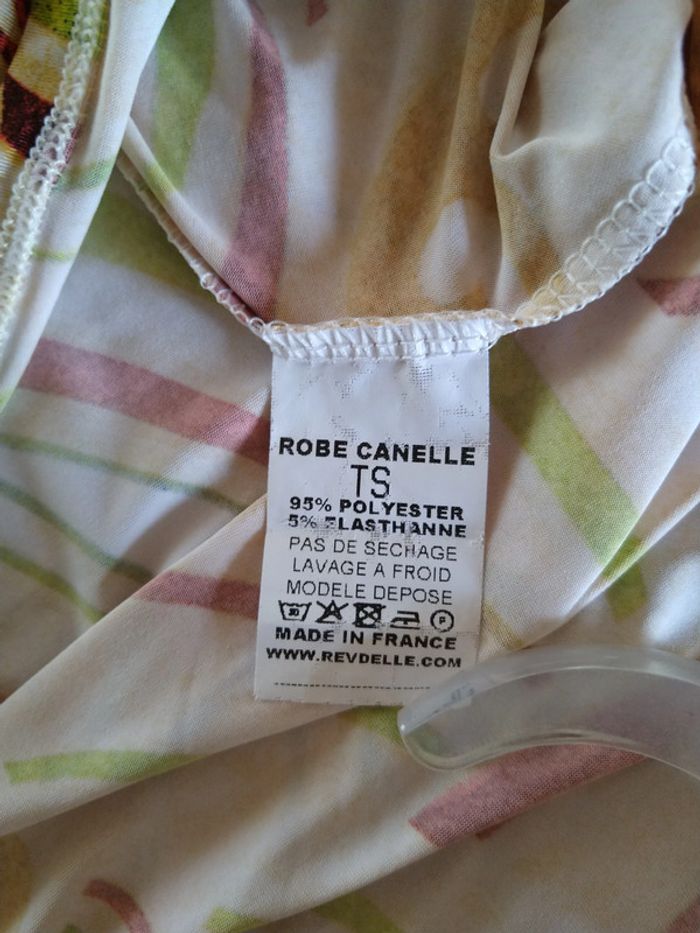 ROBE CANELLE
TS
95% POLYESTER
5% ELASTHANNE
PAS DE SECHAGE
LAVAGE A FROID
MODELE DEPOSE
30 P
MADE IN FRANCE
WWW.REVDELLE.COM